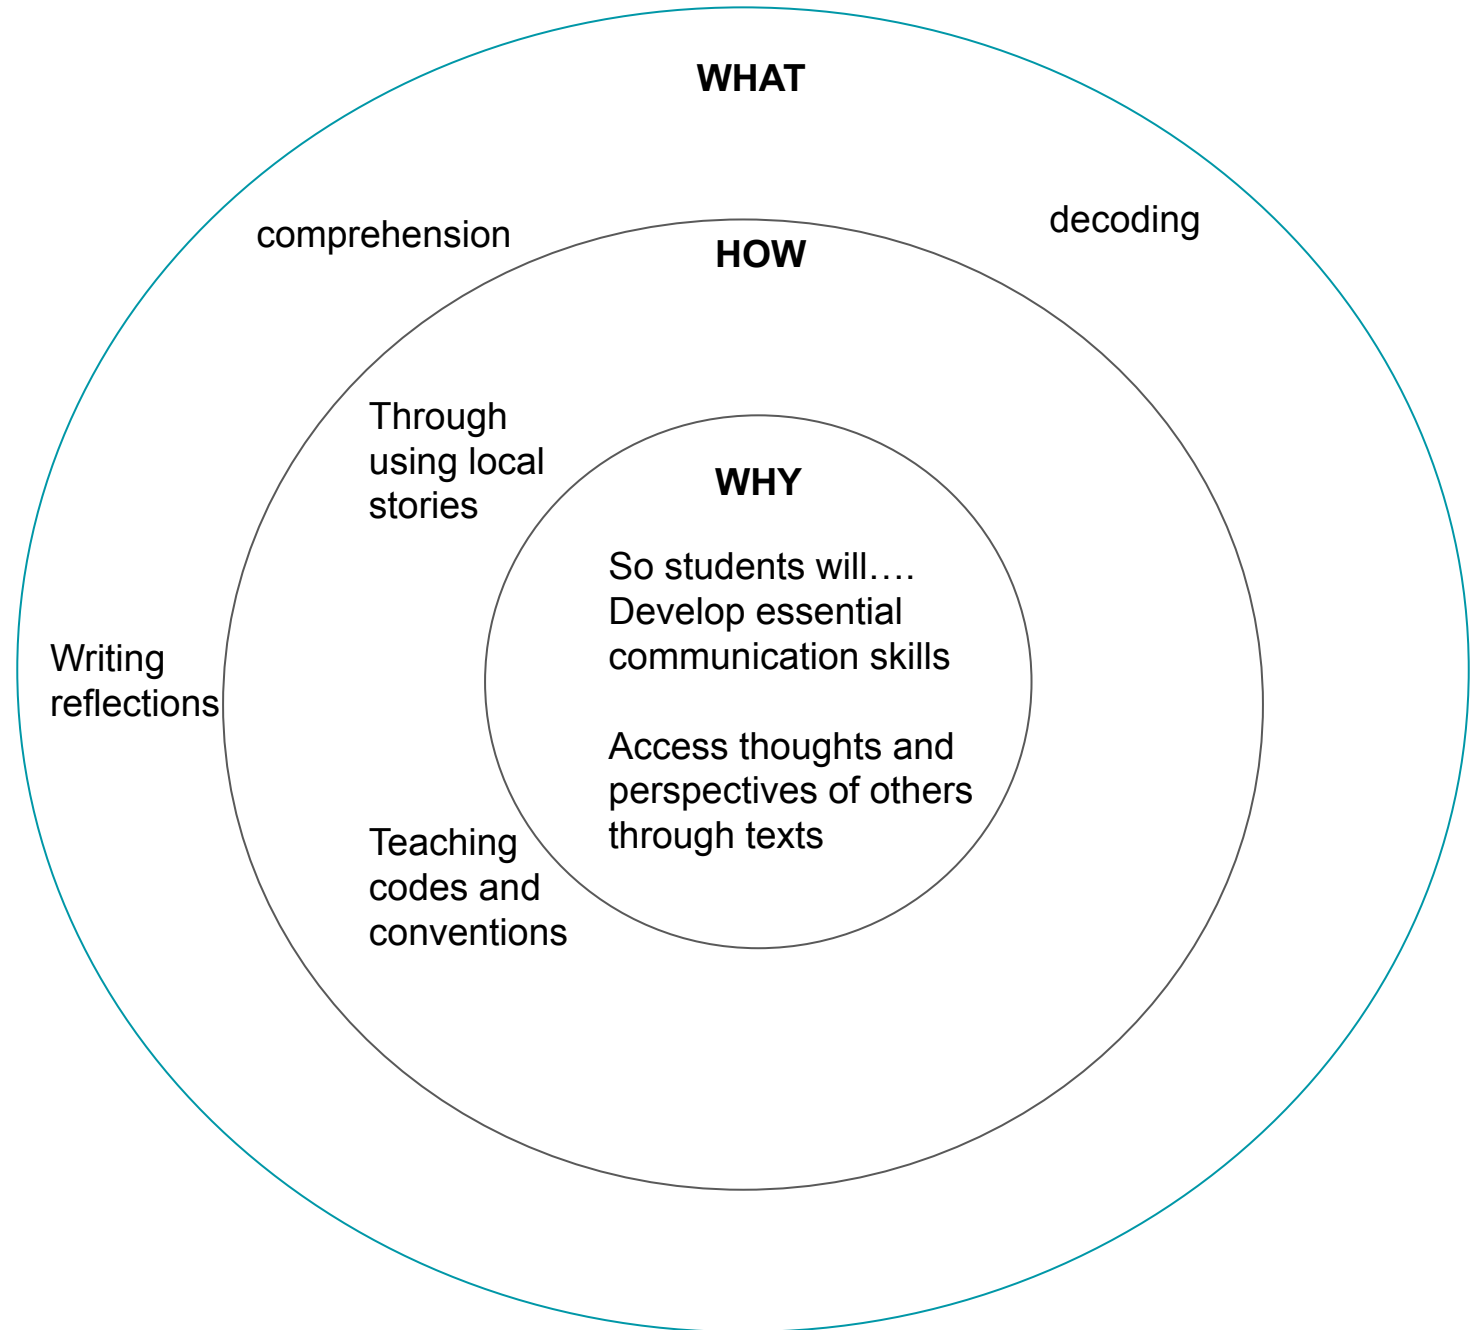 WHAT
comprehension
decoding
HOW
Through
using local
stories
WHY
So students will….
Develop essential
communication skills
Writing
reflections
Access thoughts and
perspectives of others
through texts
Teaching
codes and
conventions